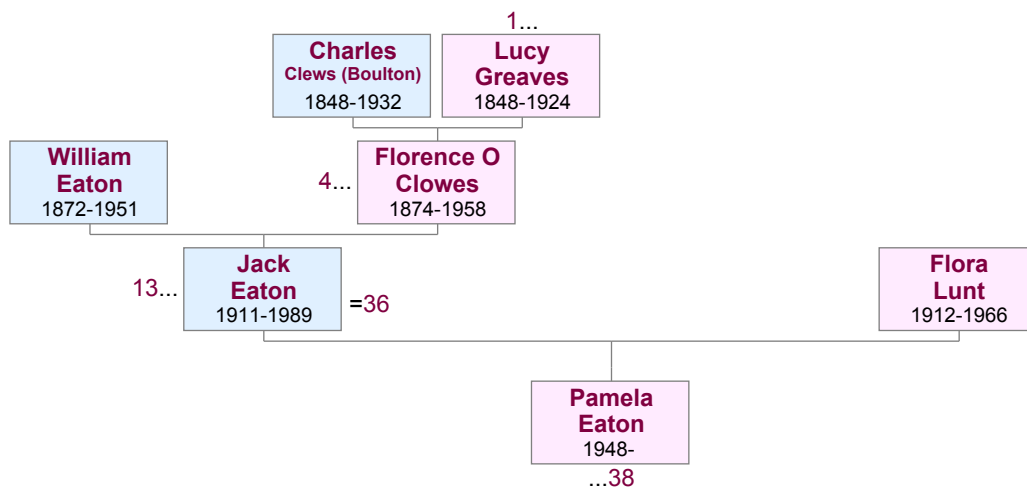 1...
Charles
Clews (Boulton)
1848-1932
Lucy
Greaves
1848-1924
William
Eaton
1872-1951
4...
Florence O
Clowes
1874-1958
13...
Jack
Eaton
1911-1989
=36
Flora
Lunt
1912-1966
Pamela
Eaton
1948-
...38